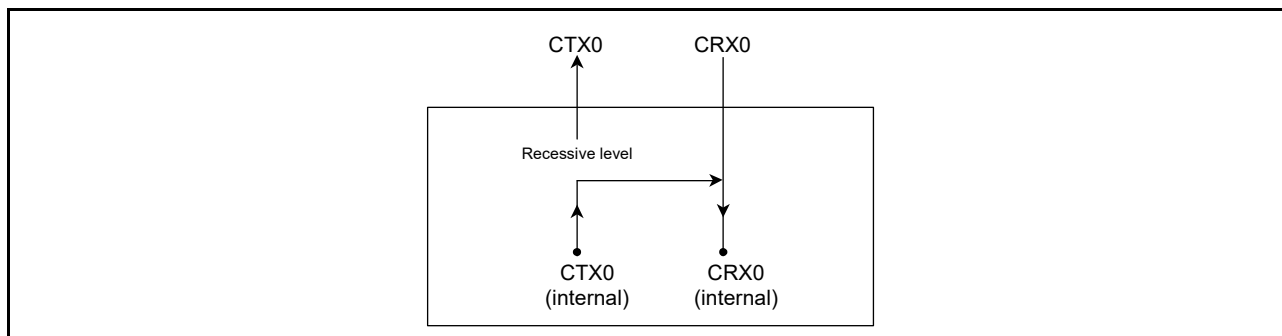 CTX0 CRX0
Recessive level
CTX0 CRX0
(internal) (internal)